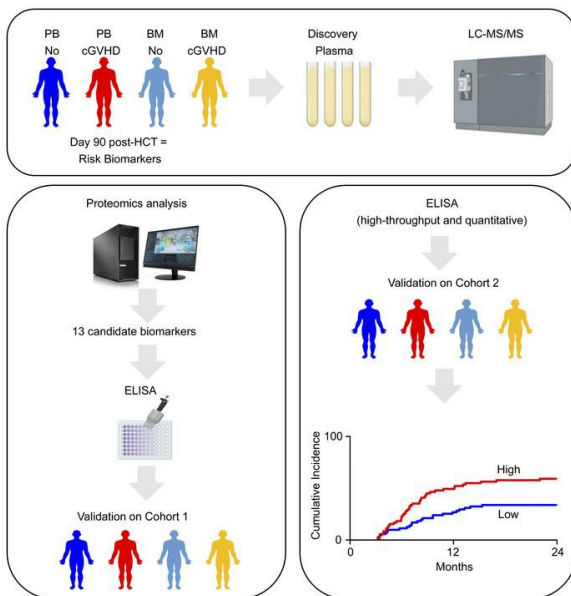 PB PB BM BM
No cGVHD No cGVHD
Day 90 post-HCT =
Risk Biomarkers
Discovery
Plasma
LC-MS/MS
Proteomics analysis
13 candidate biomarkers
ELISA
Validation on Cohort 1
ELISA
(high-throughput and quantitative)
Validation on Cohort 2
Cumulative Incidence
100
0
High
Low
0 12 24
Months